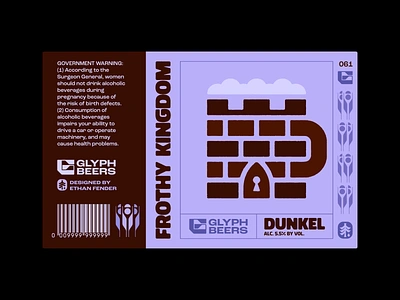 GOVERNMENT WARNING:
(1) According to the
Surgeon General, women
should not drink alcoholic
beverages during
pregnancy because of
the risk of birth defects.
(2) Consumption of
alcoholic beverages
impairs your ability to
drive a car or operate
machinery, and may
cause health problems.
GLYPH
BEERS
DESIGNED BY
ETHAN FENDER
0 009999 999999
FROTHY KINGDOM
061
GLYPH
BEERS
DUNKEL
ALC. 5.5% BY VOL.